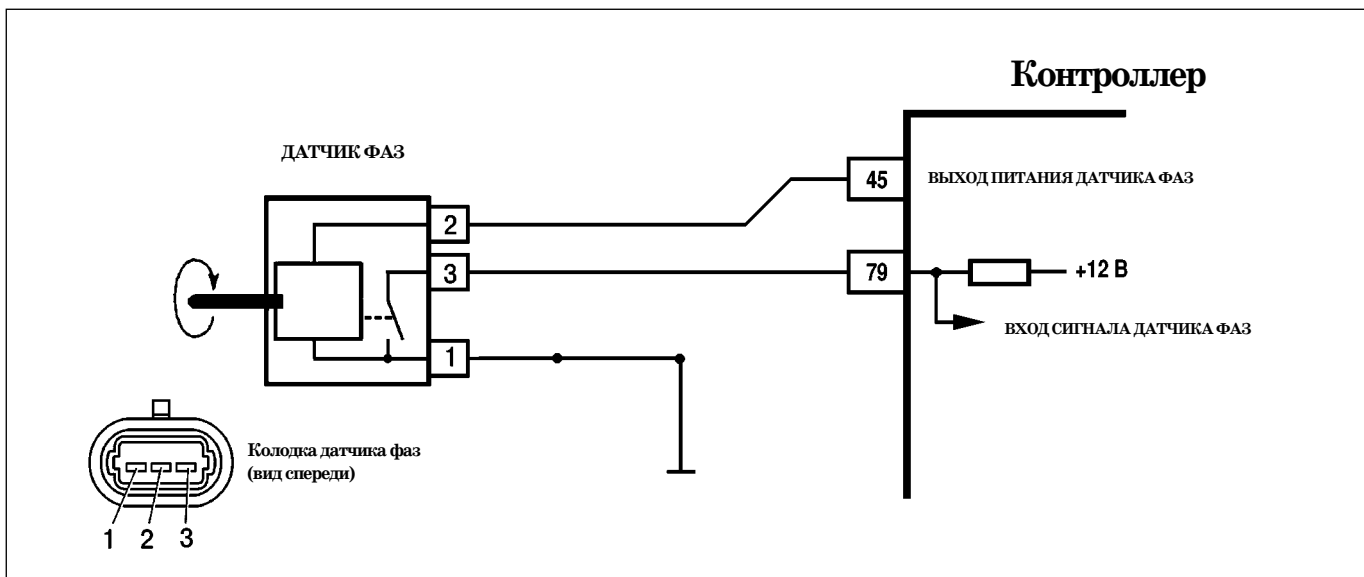 Контроллер
ДАТЧИК ФАЗ
45
ВЫХОД ПИТАНИЯ ДАТЧИКА ФАЗ
2
3
79
+12 В
ВХОД СИГНАЛА ДАТЧИКА ФАЗ
1
Колодка датчика фаз
(вид спереди)
1 2 3